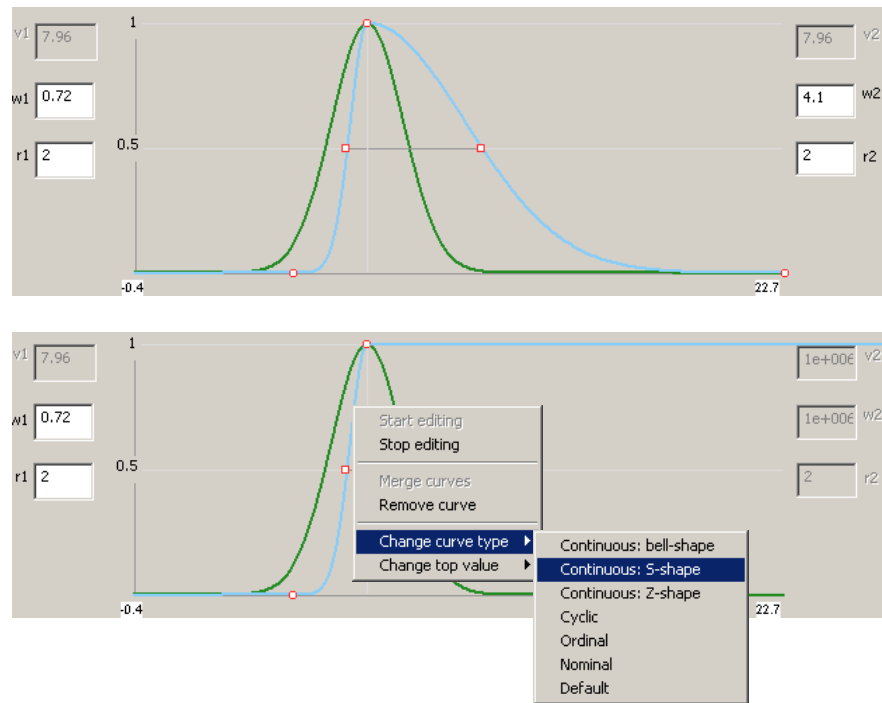 v1 7.96 1 7.96 v2
w1 0.72 4.1 w2
r1 2 0.5 2 r2
-0.4 22.7
v1 7.96 1 1e+006 v2
w1 0.72 1e+006 w2
r1 2 0.5 2 r2
-0.4 22.7
Start editing
Stop editing
Merge curves
Remove curve
Change curve type
Change top value
Continuous: bell-shape
Continuous: S-shape
Continuous: Z-shape
Cyclic
Ordinal
Nominal
Default